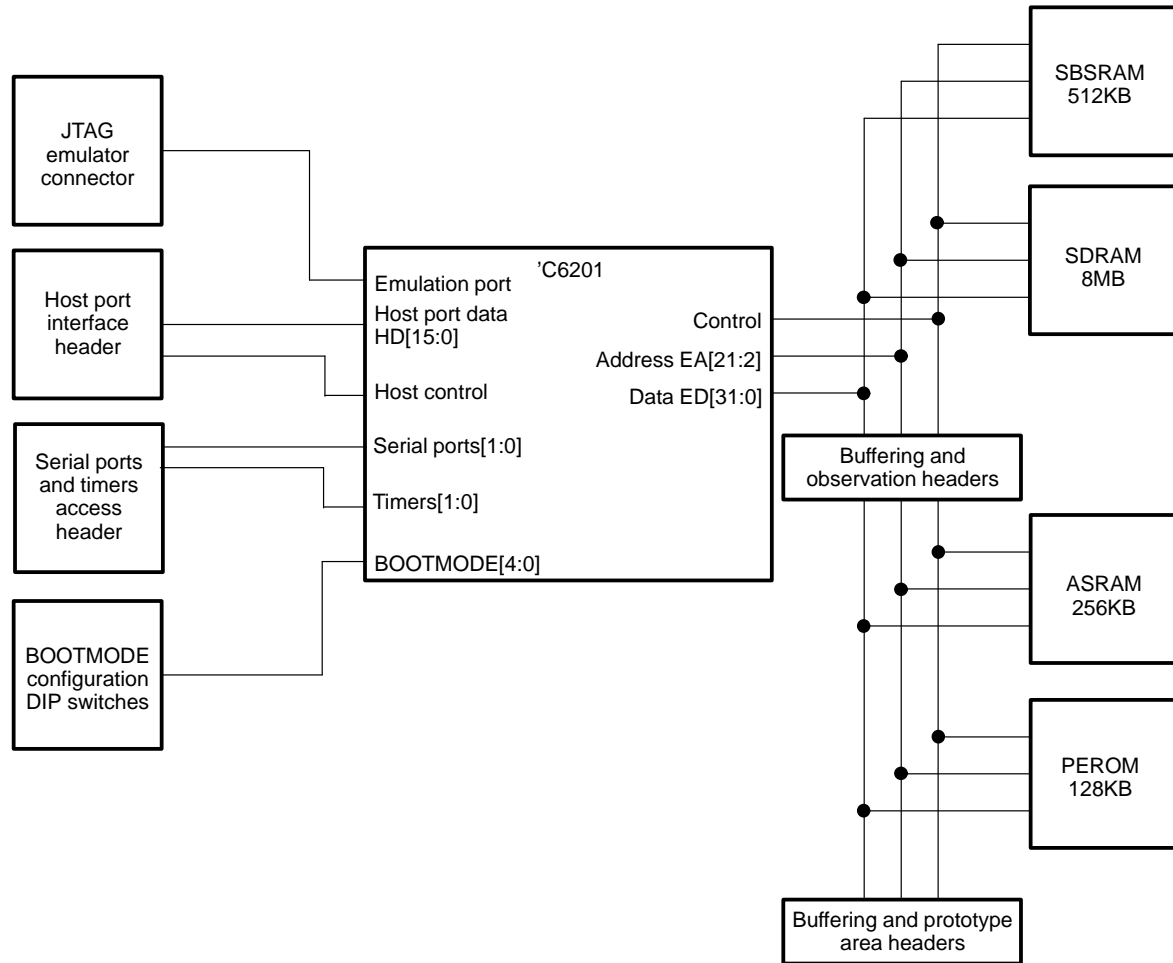 JTAG
emulator
connector
Host port
interface
header
Serial ports
and timers
access
header
BOOTMODE
configuration
DIP switches
’C6201
Emulation port
Host port data
HD[15:0]
Host control
Serial ports[1:0]
Timers[1:0]
BOOTMODE[4:0]
Control
Address EA[21:2]
Data ED[31:0]
SBSRAM
512KB
SDRAM
8MB
Buffering and
observation headers
ASRAM
256KB
PEROM
128KB
Buffering and prototype
area headers